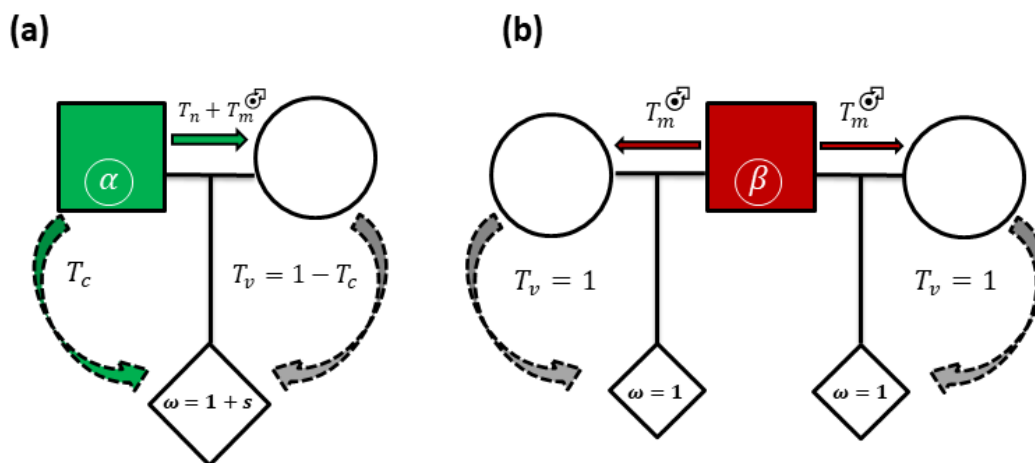 (a)
T_n + T_m^♂
α
T_c
T_v = 1 − T_c
ω = 1 + s
(b)
T_m^♂
T_m^♂
β
T_v = 1
T_v = 1
ω = 1
ω = 1